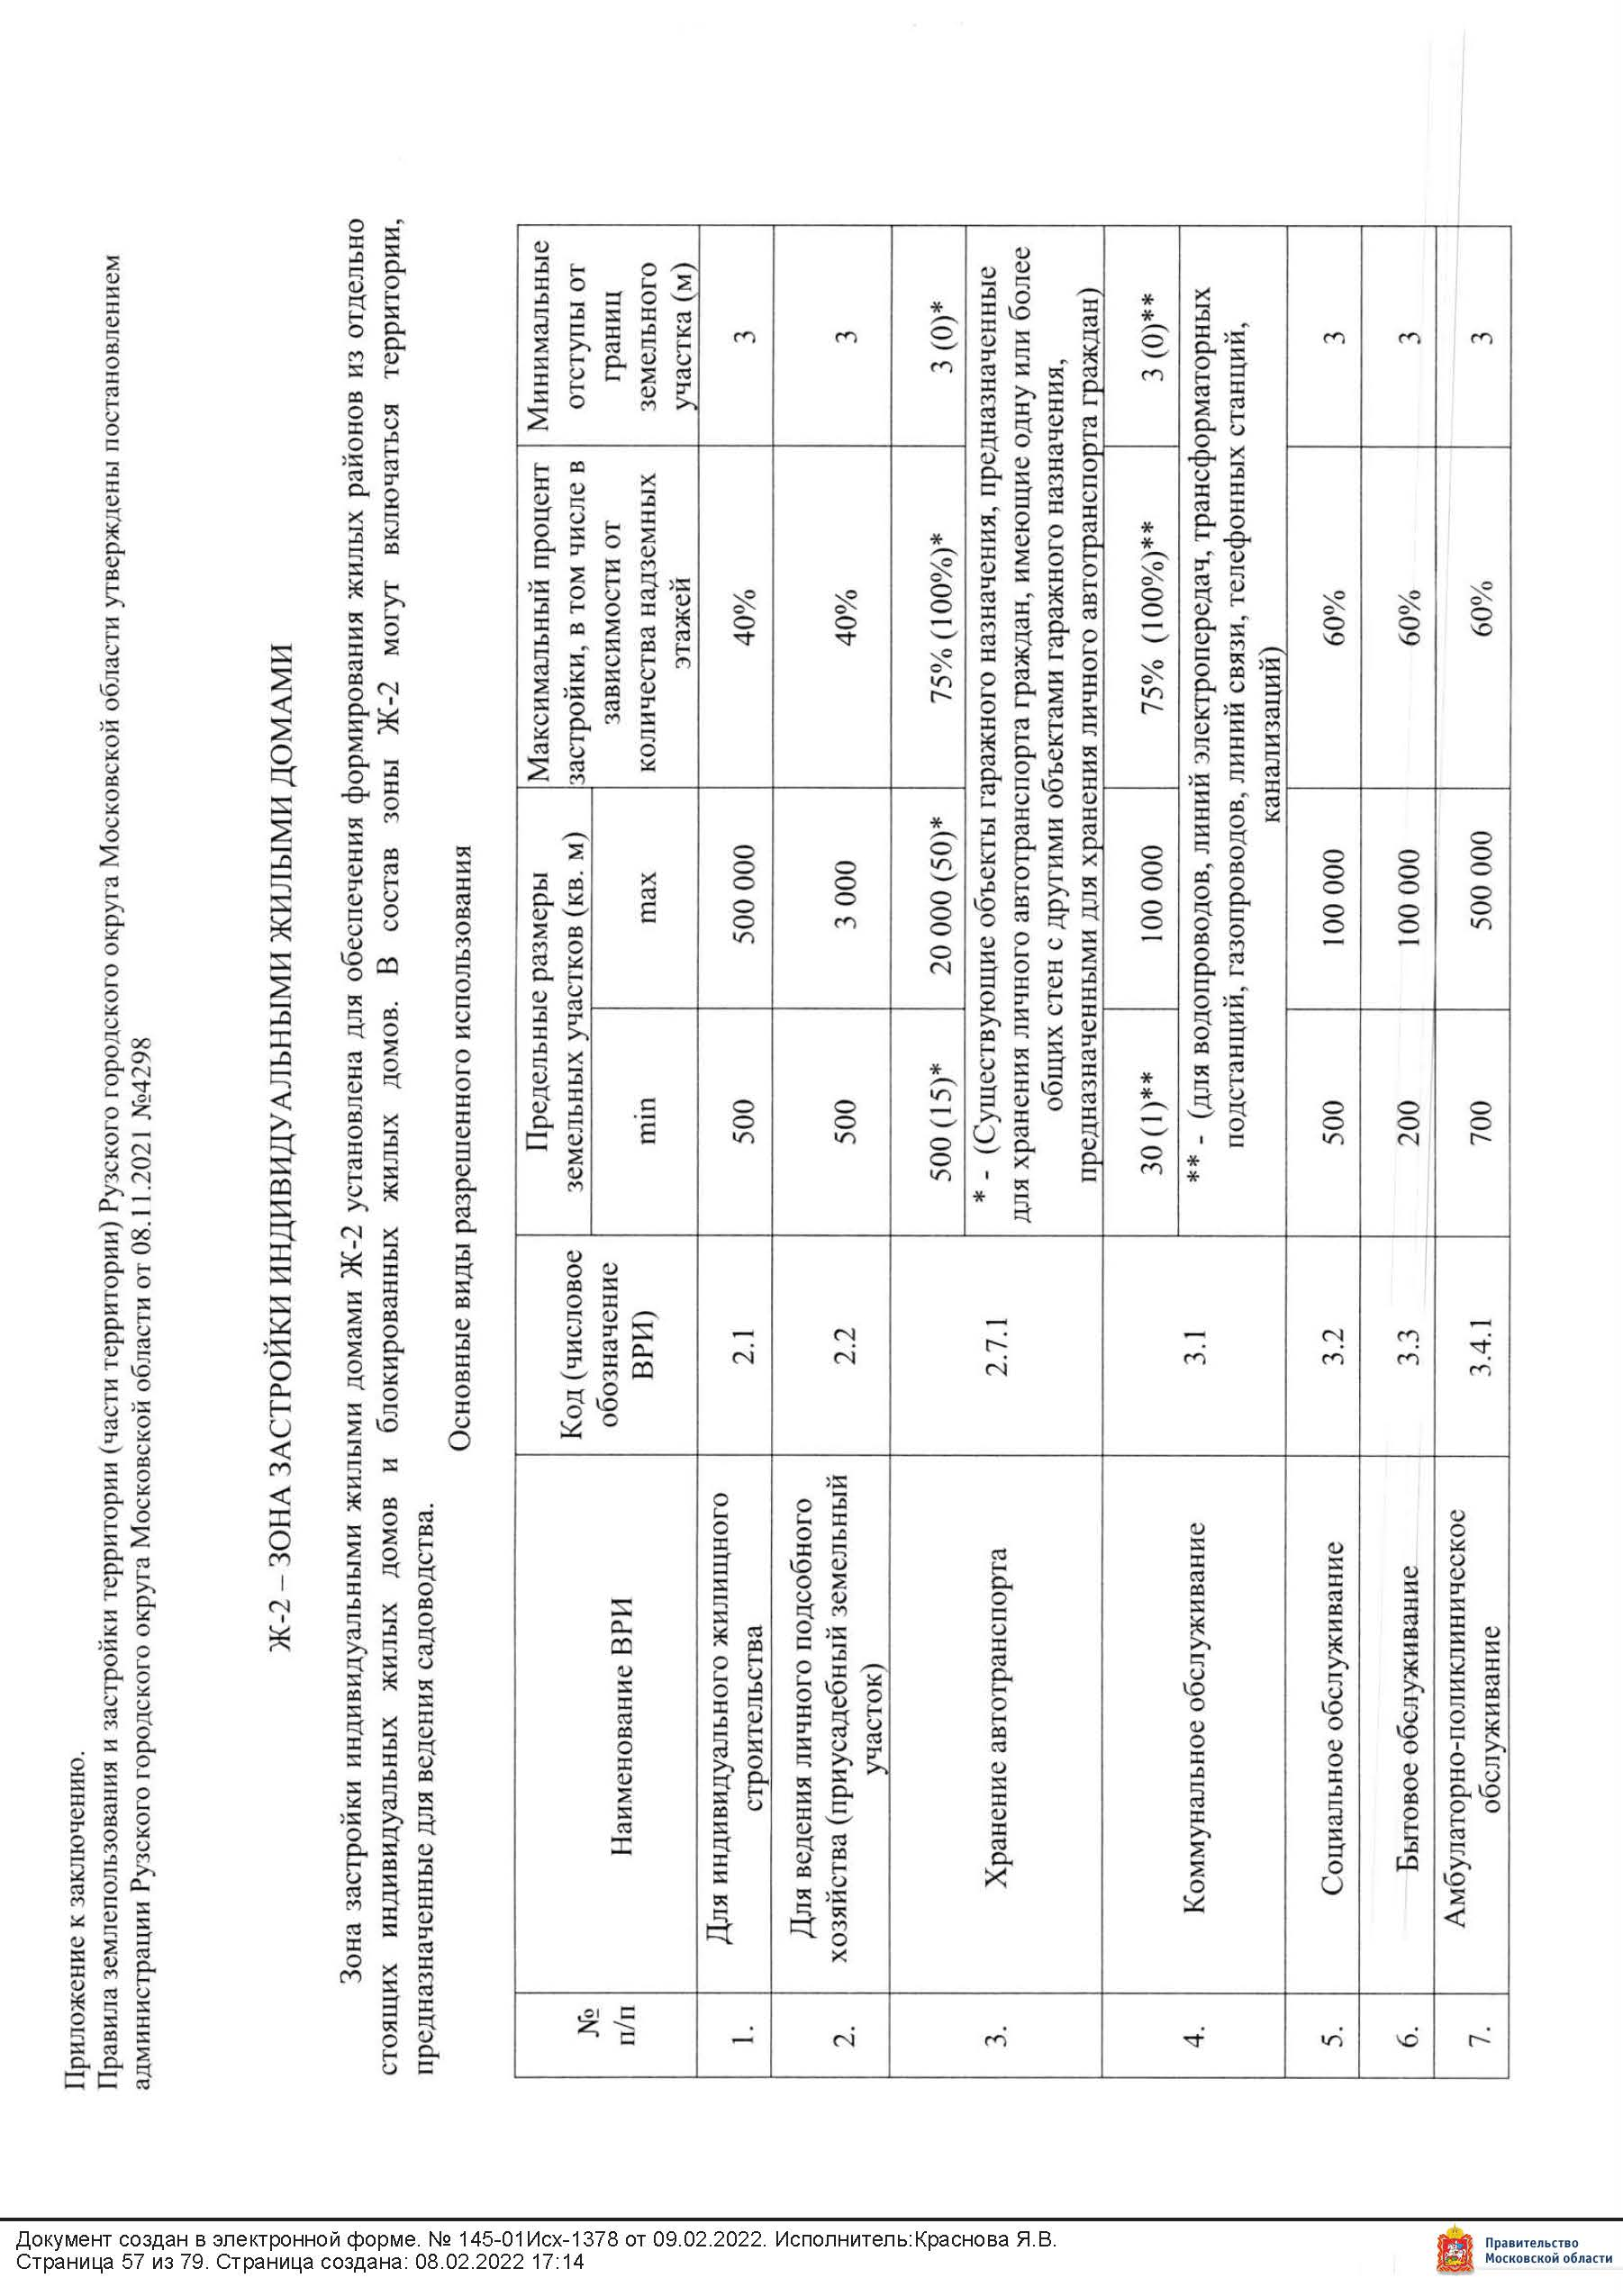 Приложение к заключению.
Правила землепользования и застройки территории (части территории) Рузского городского округа Московской области утверждены постановлением
администрации Рузского городского округа Московской области от 08.11.2021 №4298
Ж-2 – ЗОНА ЗАСТРОЙКИ ИНДИВИДУАЛЬНЫМИ ЖИЛЫМИ ДОМАМИ
Зона застройки индивидуальными жилыми домами Ж-2 установлена для обеспечения формирования жилых районов из отдельно
стоящих индивидуальных жилых домов и блокированных жилых домов. В состав зоны Ж-2 могут включаться территории,
предназначенные для ведения садоводства.
Основные виды разрешенного использования
№
п/п
Наименование ВРИ
Код (числовое
обозначение
ВРИ)
Предельные размеры
земельных участков (кв. м)
min
max
Максимальный процент
застройки, в том числе в
зависимости от
количества надземных
этажей
Минимальные
отступы от
границ
земельного
участка (м)
1.
Для индивидуального жилищного
строительства
2.1
500
500 000
40%
3
2.
Для ведения личного подсобного
хозяйства (приусадебный земельный
участок)
2.2
500
3 000
40%
3
3.
Хранение автотранспорта
2.7.1
500 (15)*
20 000 (50)*
75% (100%)*
3 (0)*
* - (Существующие объекты гаражного назначения, предназначенные
для хранения личного автотранспорта граждан, имеющие одну или более
общих стен с другими объектами гаражного назначения,
предназначенными для хранения личного автотранспорта граждан)
4.
Коммунальное обслуживание
3.1
30 (1)**
100 000
75% (100%)**
3 (0)**
** - (для водопроводов, линий электропередач, трансформаторных
подстанций, газопроводов, линий связи, телефонных станций,
канализаций)
5.
Социальное обслуживание
3.2
500
100 000
60%
3
6.
Бытовое обслуживание
3.3
200
100 000
60%
3
7.
Амбулаторно-поликлиническое
обслуживание
3.4.1
700
500 000
60%
3
Документ создан в электронной форме. № 145-01Исх-1378 от 09.02.2022. Исполнитель:Краснова Я.В.
Страница 57 из 79. Страница создана: 08.02.2022 17:14
Правительство
Московской области